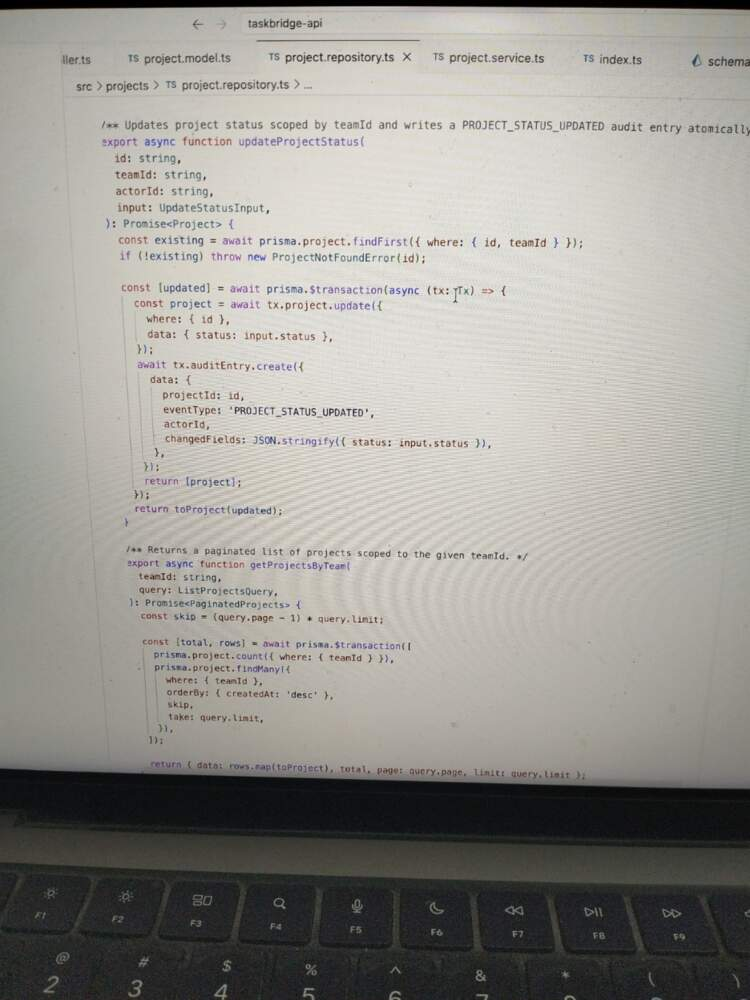 ← → taskbridge-api
ller.ts TS project.model.ts TS project.repository.ts × TS project.service.ts TS index.ts schema
src > projects > TS project.repository.ts > ...
/** Updates project status scoped by teamId and writes a PROJECT_STATUS_UPDATED audit entry atomically
export async function updateProjectStatus(
id: string,
teamId: string,
actorId: string,
input: UpdateStatusInput,
): Promise<Project> {
const existing = await prisma.project.findFirst({ where: { id, teamId } });
if (!existing) throw new ProjectNotFoundError(id);
const [updated] = await prisma.$transaction(async (tx: Tx) => {
const project = await tx.project.update({
where: { id },
data: { status: input.status },
});
await tx.auditEntry.create({
data: {
projectId: id,
eventType: 'PROJECT_STATUS_UPDATED',
actorId,
changedFields: JSON.stringify({ status: input.status }),
},
});
return [project];
});
return toProject(updated);
}
/** Returns a paginated list of projects scoped to the given teamId. */
export async function getProjectsByTeam(
teamId: string,
query: ListProjectsQuery,
): Promise<PaginatedProjects> {
const skip = (query.page - 1) * query.limit;
const [total, rows] = await prisma.$transaction([
prisma.project.count({ where: { teamId } }),
prisma.project.findMany({
where: { teamId },
orderBy: { createdAt: 'desc' },
skip,
take: query.limit,
}),
]);
return { data: rows.map(toProject), total, page: query.page, limit: query.limit };
F1 F2 F3 F4 F5 F6 F7 F8 F9
@ # $ % ^ & * ( )
2 3 4 5 6 7